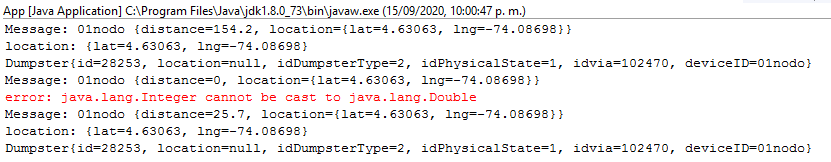 App [Java Application] C:\Program Files\Java\jdk1.8.0_73\bin\javaw.exe (15/09/2020, 10:00:47 p. m.)
Message: 01nodo {distance=154.2, location={lat=4.63063, lng=-74.08698}}
location: {lat=4.63063, lng=-74.08698}
Dumpster{id=28253, location=null, idDumpsterType=2, idPhysicalState=1, idvia=102470, deviceID=01nodo}
Message: 01nodo {distance=0, location={lat=4.63063, lng=-74.08698}}
error: java.lang.Integer cannot be cast to java.lang.Double
Message: 01nodo {distance=25.7, location={lat=4.63063, lng=-74.08698}}
location: {lat=4.63063, lng=-74.08698}
Dumpster{id=28253, location=null, idDumpsterType=2, idPhysicalState=1, idvia=102470, deviceID=01nodo}